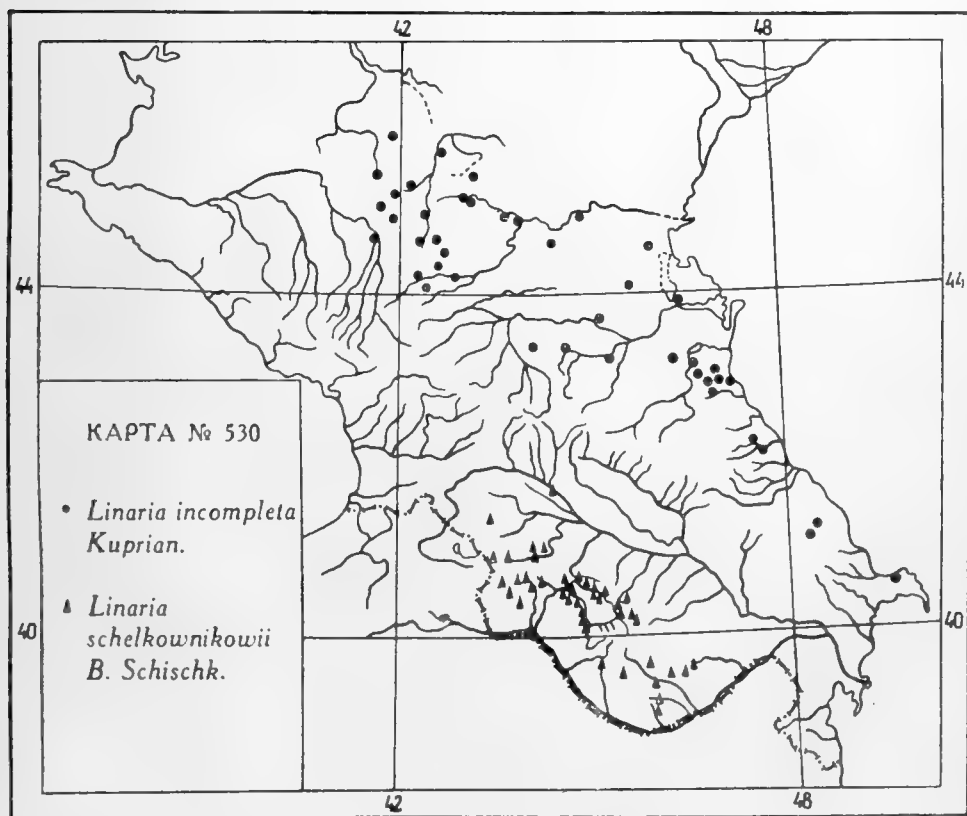 42 48
44 44
КАРТА № 530
Linaria incompleta
Kuprian.
Linaria
schelkownikowii
B. Schischk.
40 40
42 48